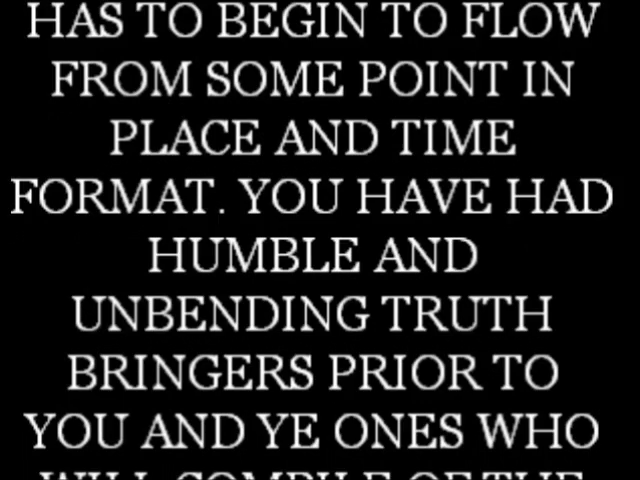 HAS TO BEGIN TO FLOW
FROM SOME POINT IN
PLACE AND TIME
FORMAT. YOU HAVE HAD
HUMBLE AND
UNBENDING TRUTH
BRINGERS PRIOR TO
YOU AND YE ONES WHO
WILL COMPILE OF THE